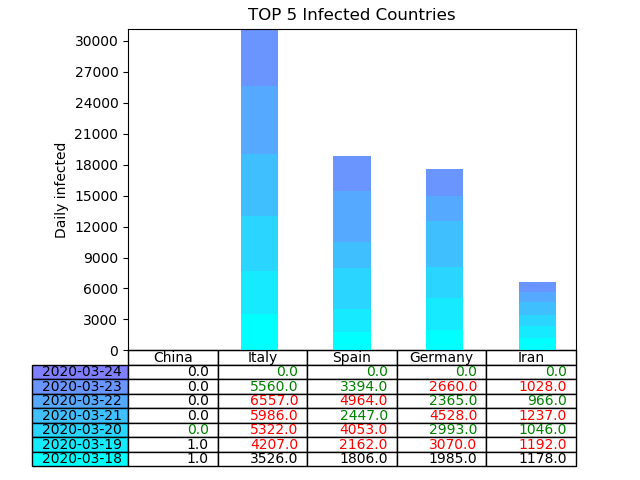 TOP 5 Infected Countries
30000
27000
24000
21000
18000
15000
12000
9000
6000
3000
0
Daily infected
China Italy Spain Germany Iran
2020-03-24 0.0 0.0 0.0 0.0 0.0
2020-03-23 0.0 5560.0 3394.0 2660.0 1028.0
2020-03-22 0.0 6557.0 4964.0 2365.0 966.0
2020-03-21 0.0 5986.0 2447.0 4528.0 1237.0
2020-03-20 0.0 5322.0 4053.0 2993.0 1046.0
2020-03-19 1.0 4207.0 2162.0 3070.0 1192.0
2020-03-18 1.0 3526.0 1806.0 1985.0 1178.0